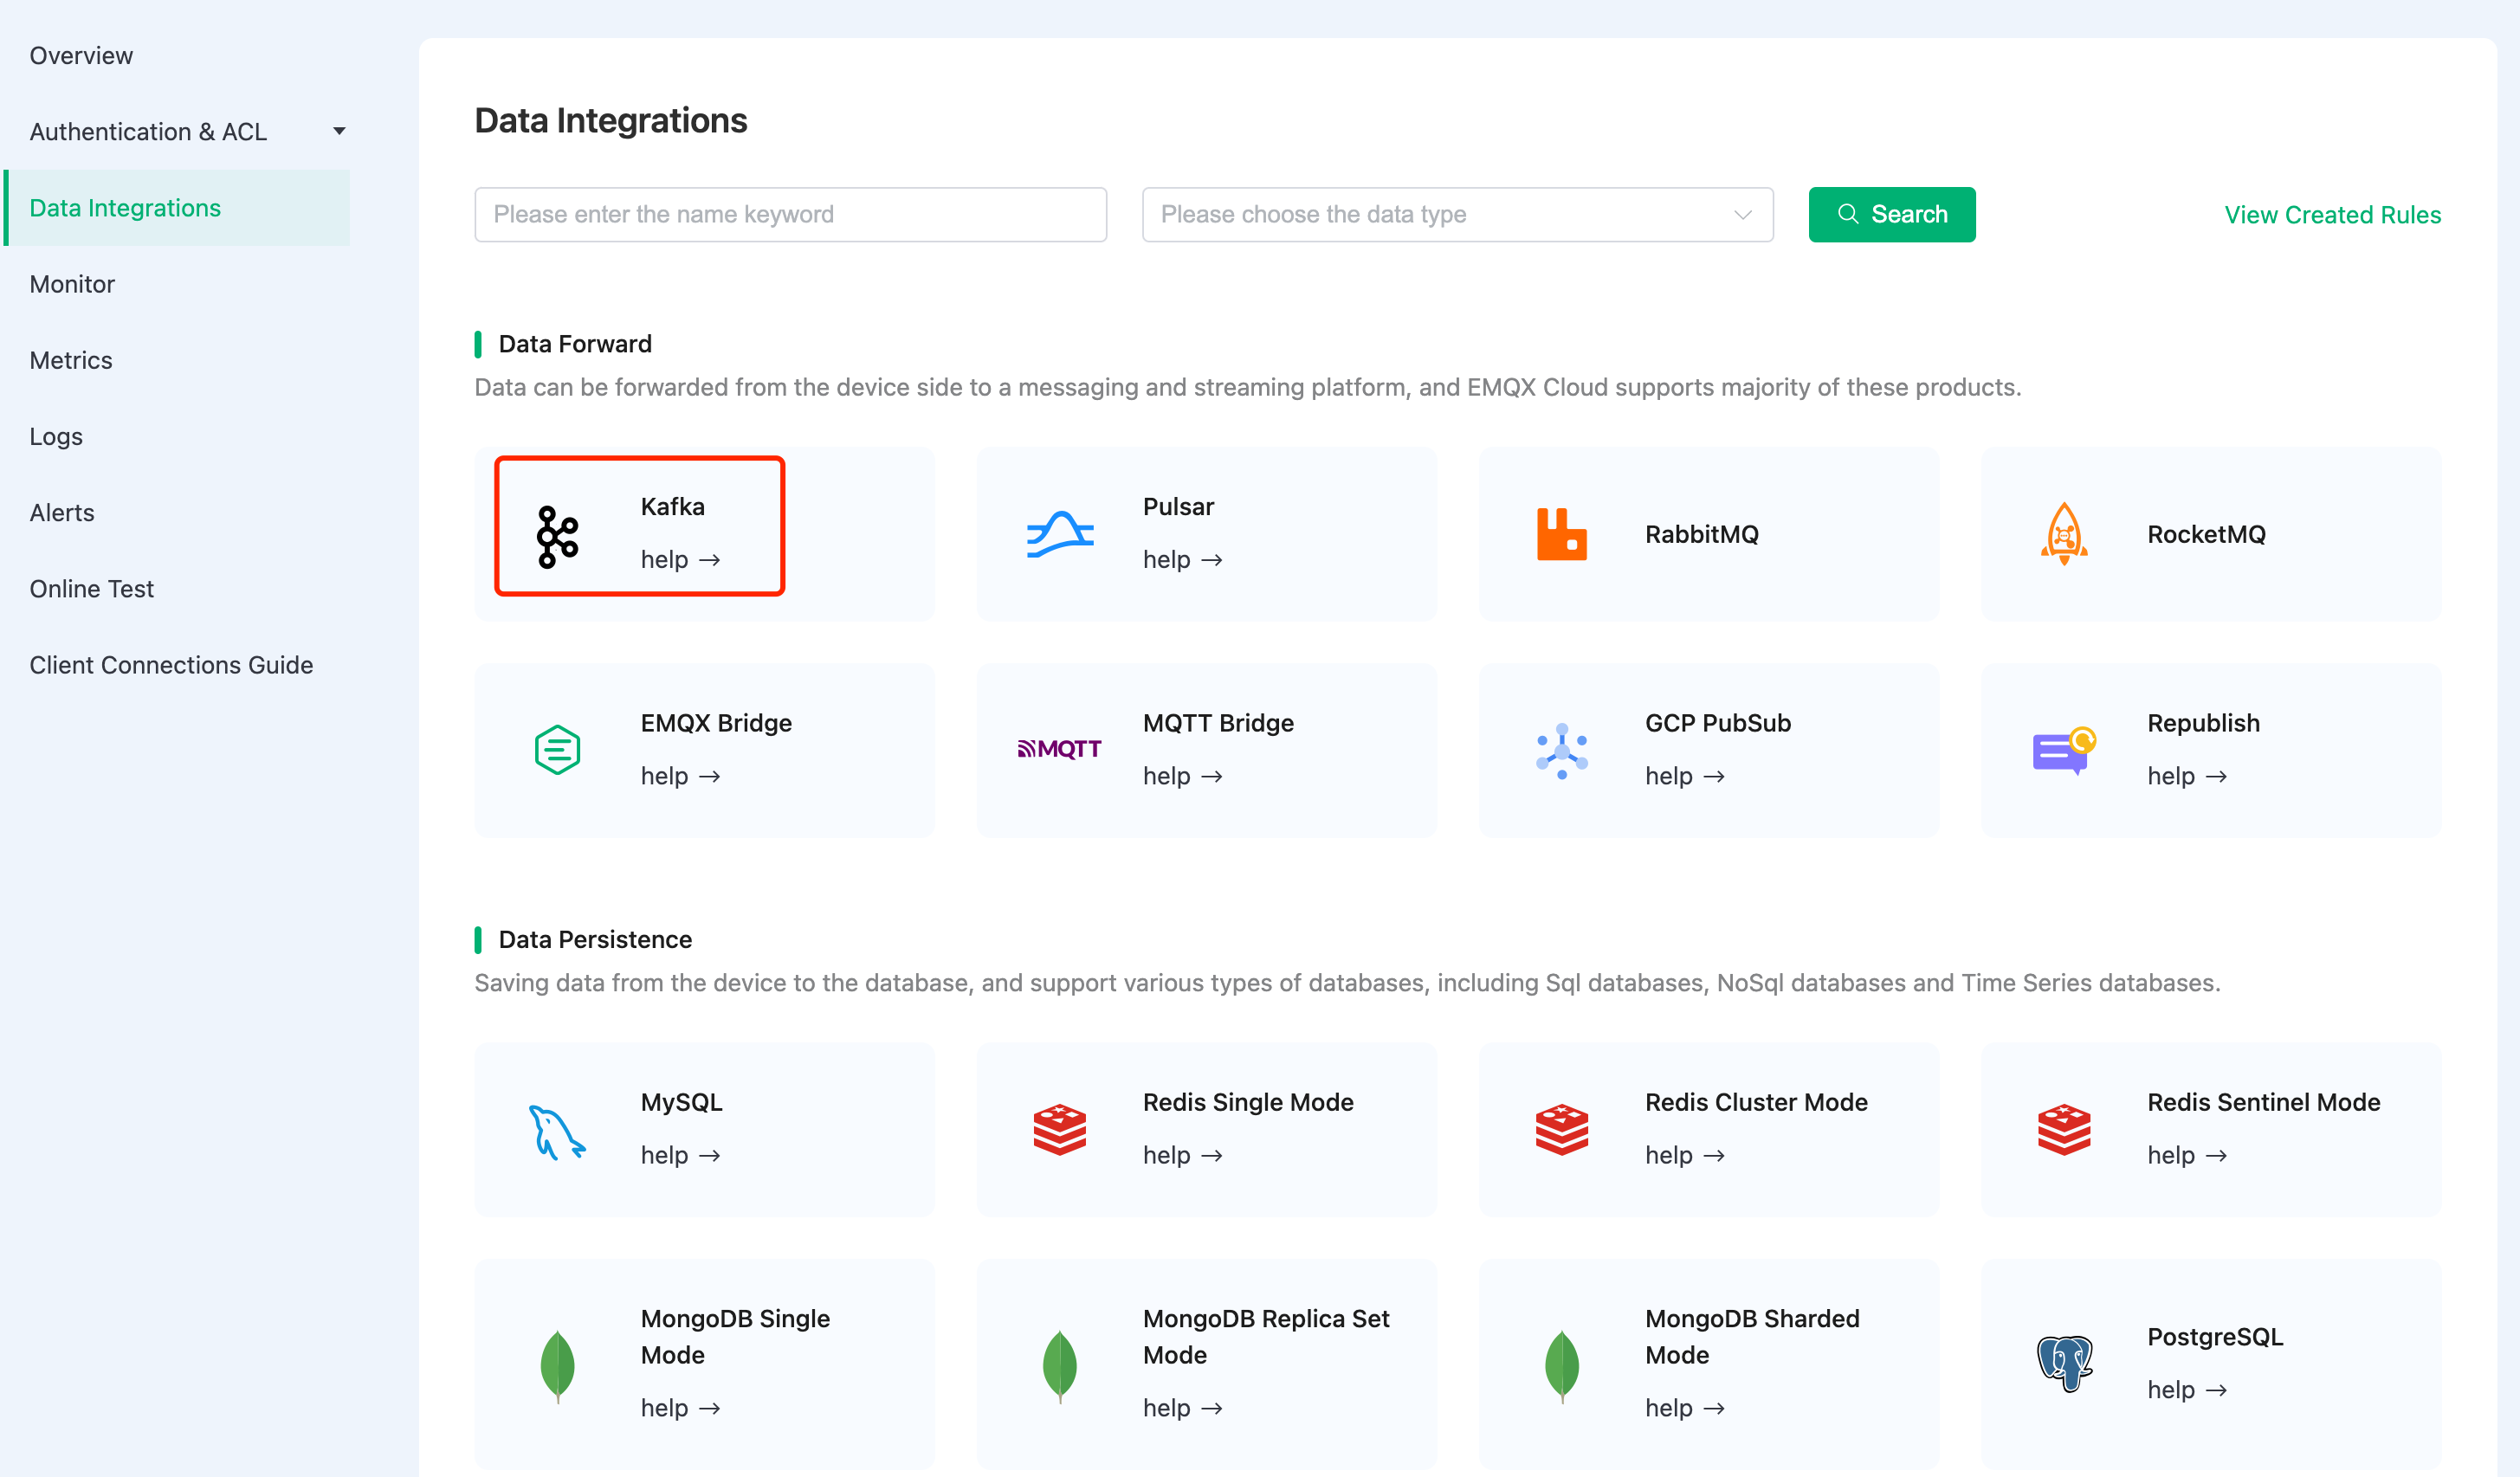 Overview
Authentication & ACL
Data Integrations
Monitor
Metrics
Logs
Alerts
Online Test
Client Connections Guide
Data Integrations
Please enter the name keyword
Please choose the data type
Search
View Created Rules
Data Forward
Data can be forwarded from the device side to a messaging and streaming platform, and EMQX Cloud supports majority of these products.
Kafka
help →
Pulsar
help →
RabbitMQ
RocketMQ
EMQX Bridge
help →
MQTT
MQTT Bridge
help →
GCP PubSub
help →
Republish
help →
Data Persistence
Saving data from the device to the database, and support various types of databases, including Sql databases, NoSql databases and Time Series databases.
MySQL
help →
Redis Single Mode
help →
Redis Cluster Mode
help →
Redis Sentinel Mode
help →
MongoDB Single
Mode
help →
MongoDB Replica Set
Mode
help →
MongoDB Sharded
Mode
help →
PostgreSQL
help →